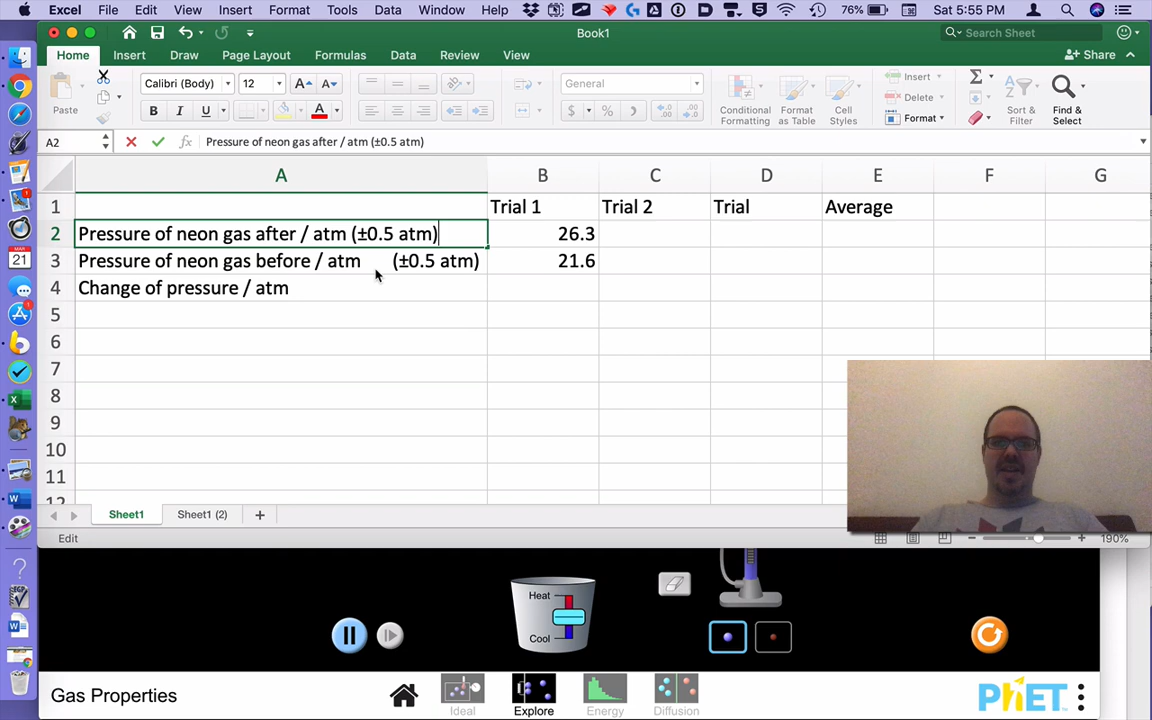 Excel File Edit View Insert Format Tools Data Window Help 76% Sat 5:55 PM
Book1
Search Sheet
Home Insert Draw Page Layout Formulas Data Review View Share
Paste
Calibri (Body) 12 A A
B I U A
General
$ % )
Conditional Formatting
Format as Table
Cell Styles
Insert
Delete
Format
Sort & Filter
Find & Select
A2 fx Pressure of neon gas after / atm (±0.5 atm)
A B C D E F G
1 Trial 1 Trial 2 Trial Average
2 Pressure of neon gas after / atm (±0.5 atm) 26.3
3 Pressure of neon gas before / atm (±0.5 atm) 21.6
4 Change of pressure / atm
5
6
7
8
9
10
11
12
Sheet1 Sheet1 (2) +
Edit 190%
Heat
Cool
Gas Properties
Ideal Explore Energy Diffusion
PhET